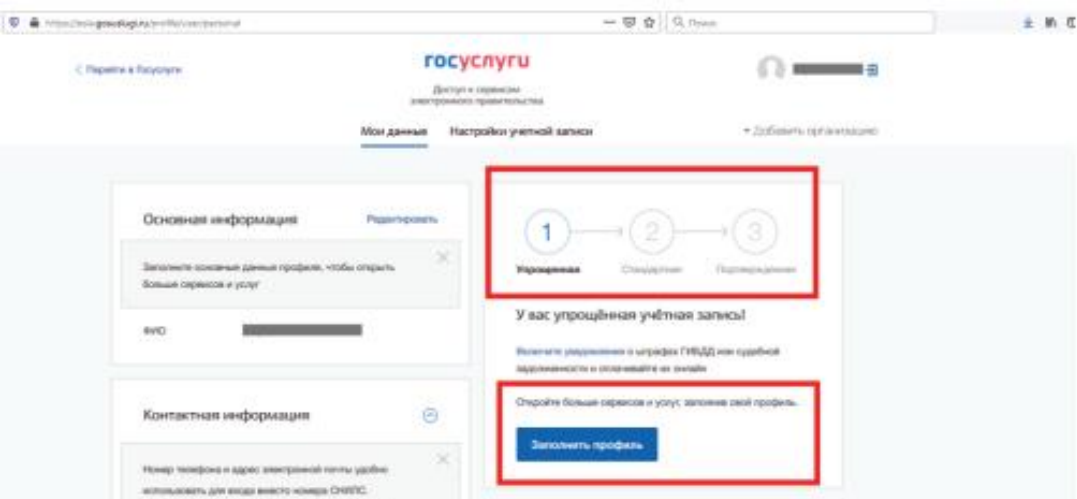 Поиск
< Перейти в Госуслуги
госуслуги
Доступ к сервисам
электронного правительства
Мои данные Настройки учетной записи + Добавить организацию
Основная информация Редактировать
Заполните основные данные профиля, чтобы открыть
больше сервисов и услуг
ФИО
1 2 3
Упрощенная Стандартная Подтвержденная
У вас упрощённая учётная запись!
Включите уведомления о штрафах ГИБДД или судебной
задолженности и оплачивайте их онлайн
Откройте больше сервисов и услуг, заполнив свой профиль.
Заполнить профиль
Контактная информация
Номер телефона и адрес электронной почты удобно
использовать для входа вместо номера СНИЛС.